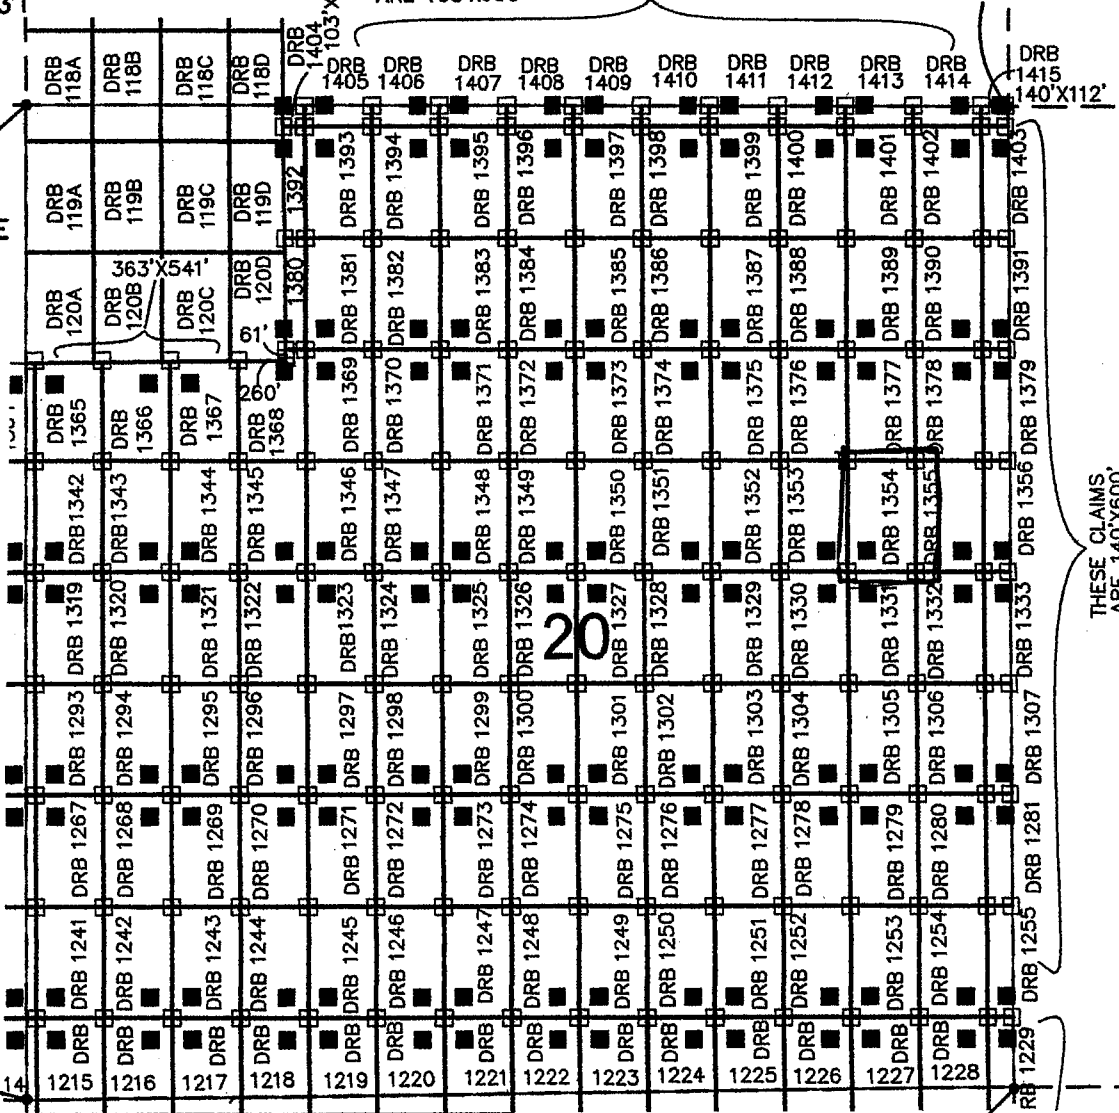 DRB 1404 103'X
DRB 1405
DRB 1406
DRB 1407
DRB 1408
DRB 1409
DRB 1410
DRB 1411
DRB 1412
DRB 1413
DRB 1414
DRB 1415 140'X112'
DRB 118A
DRB 118B
DRB 118C
DRB 118D
DRB 119A
DRB 119B
DRB 119C
DRB 119D
1392
DRB 1393
DRB 1394
DRB 1395
DRB 1396
DRB 1397
DRB 1398
DRB 1399
DRB 1400
DRB 1401
DRB 1402
DRB 1403
363'X541'
DRB 120A
DRB 120B
DRB 120C
DRB 120D
1380
DRB 1381
DRB 1382
DRB 1383
DRB 1384
DRB 1385
DRB 1386
DRB 1387
DRB 1388
DRB 1389
DRB 1390
DRB 1391
61'
260'
DRB 1365
DRB 1366
DRB 1367
DRB 1368
DRB 1369
DRB 1370
DRB 1371
DRB 1372
DRB 1373
DRB 1374
DRB 1375
DRB 1376
DRB 1377
DRB 1378
DRB 1379
DRB 1342
DRB 1343
DRB 1344
DRB 1345
DRB 1346
DRB 1347
DRB 1348
DRB 1349
DRB 1350
DRB 1351
DRB 1352
DRB 1353
DRB 1354
DRB 1355
DRB 1356
THESE CLAIMS
ARE 140'X600'
DRB 1319
DRB 1320
DRB 1321
DRB 1322
DRB1323
DRB 1324
DRB 1325
DRB 1326
20
DRB 1327
DRB 1328
DRB 1329
DRB 1330
DRB 1331
DRB 1332
DRB 1333
DRB 1293
DRB 1294
DRB 1295
DRB 1296
DRB 1297
DRB 1298
DRB 1299
DRB 1300
DRB 1301
DRB 1302
DRB 1303
DRB 1304
DRB 1305
DRB 1306
DRB 1307
DRB 1267
DRB 1268
DRB 1269
DRB 1270
DRB 1271
DRB 1272
DRB 1273
DRB 1274
DRB 1275
DRB 1276
DRB 1277
DRB 1278
DRB 1279
DRB 1280
DRB 1281
DRB 1241
DRB 1242
DRB 1243
DRB 1244
DRB 1245
DRB 1246
DRB 1247
DRB 1248
DRB 1249
DRB 1250
DRB 1251
DRB 1252
DRB 1253
DRB 1254
DRB 1255
14
DRB 1215
DRB 1216
DRB 1217
DRB 1218
DRB 1219
DRB 1220
DRB 1221
DRB 1222
DRB 1223
DRB 1224
DRB 1225
DRB 1226
DRB 1227
DRB 1228
RB 1229